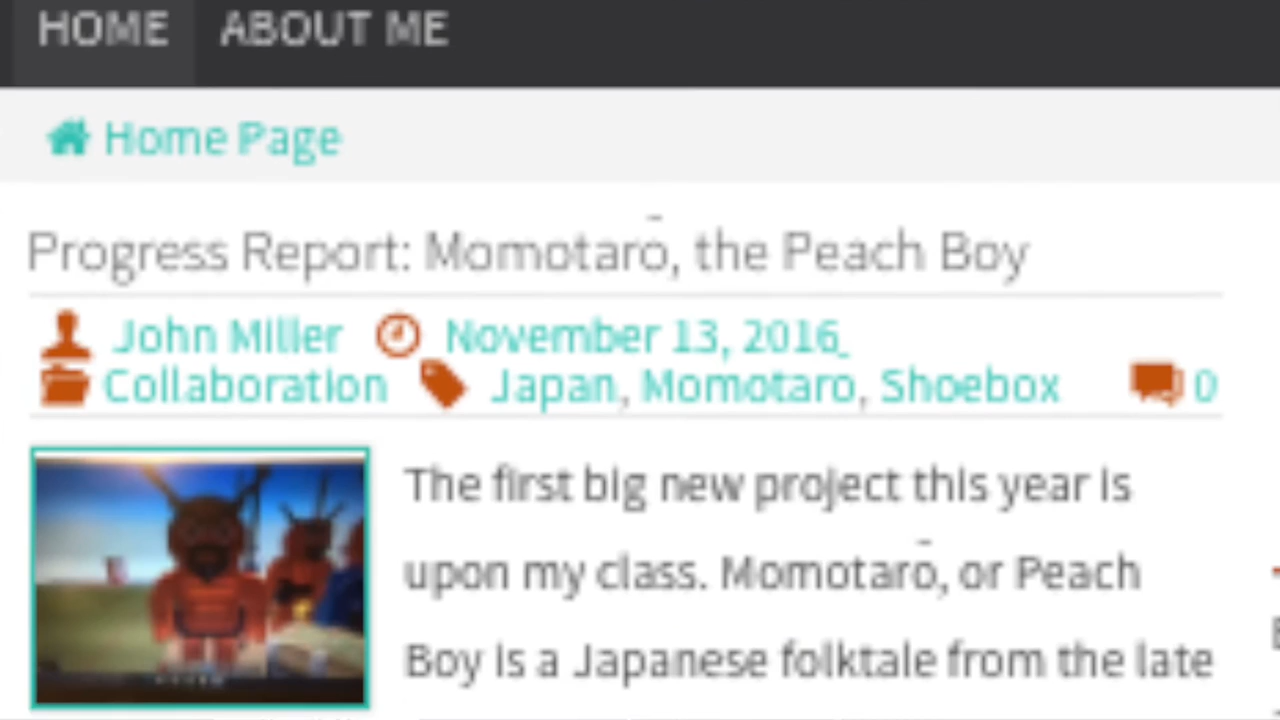 HOME ABOUT ME
Home Page
Progress Report: Momotarō, the Peach Boy
John Miller November 13, 2016
Collaboration Japan, Momotaro, Shoebox 0
The first big new project this year is
upon my class. Momotarō, or Peach
Boy is a Japanese folktale from the late